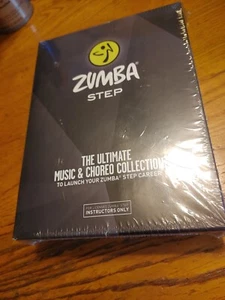 ZUMBA
STEP
THE ULTIMATE
MUSIC & CHOREO COLLECTION
TO LAUNCH YOUR ZUMBA® STEP CAREER
INSTRUCTORS ONLY